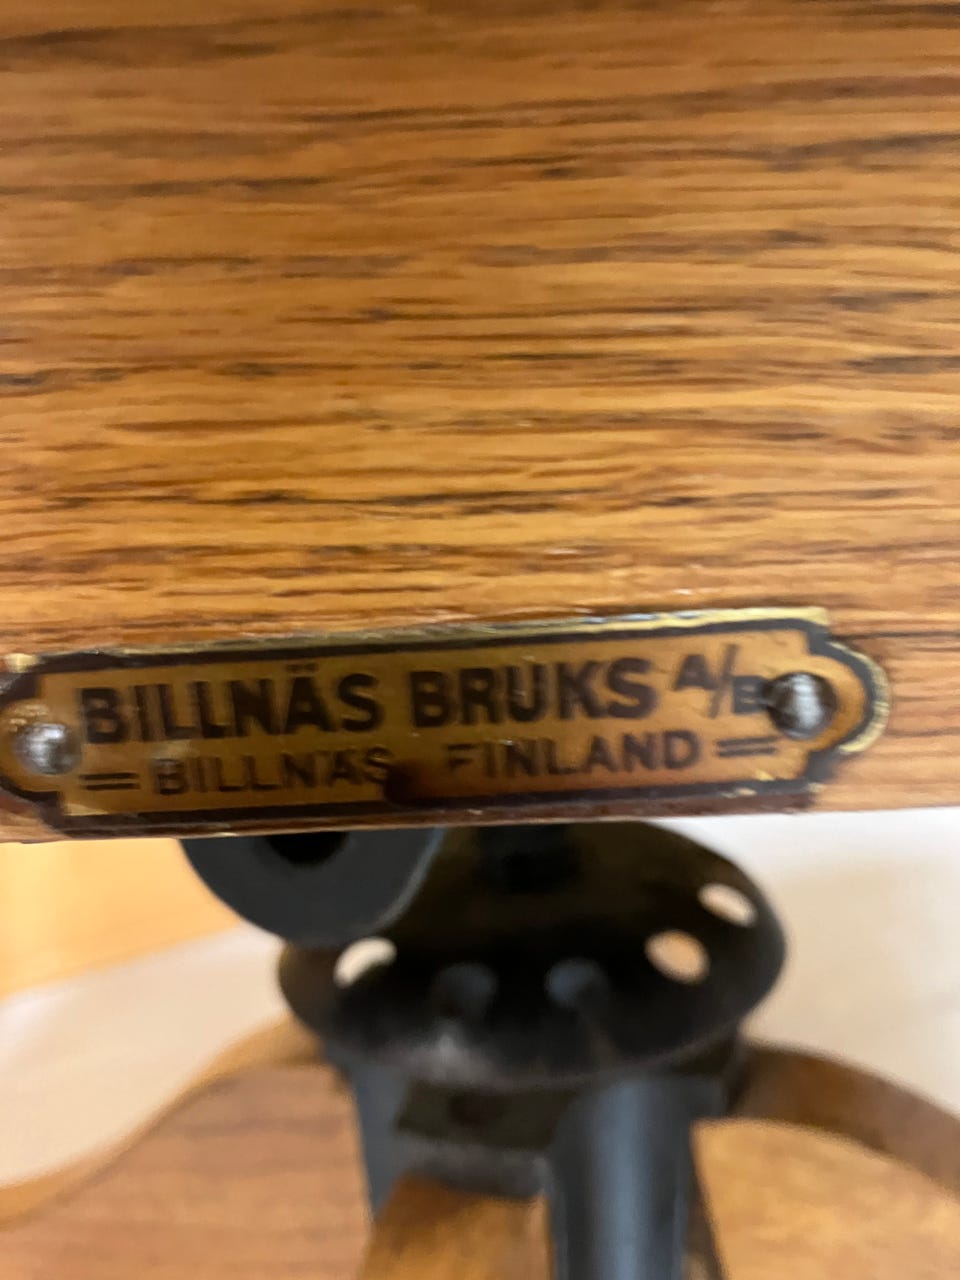 BILLNÄS BRUKS A/B
= BILLNÄS FINLAND =